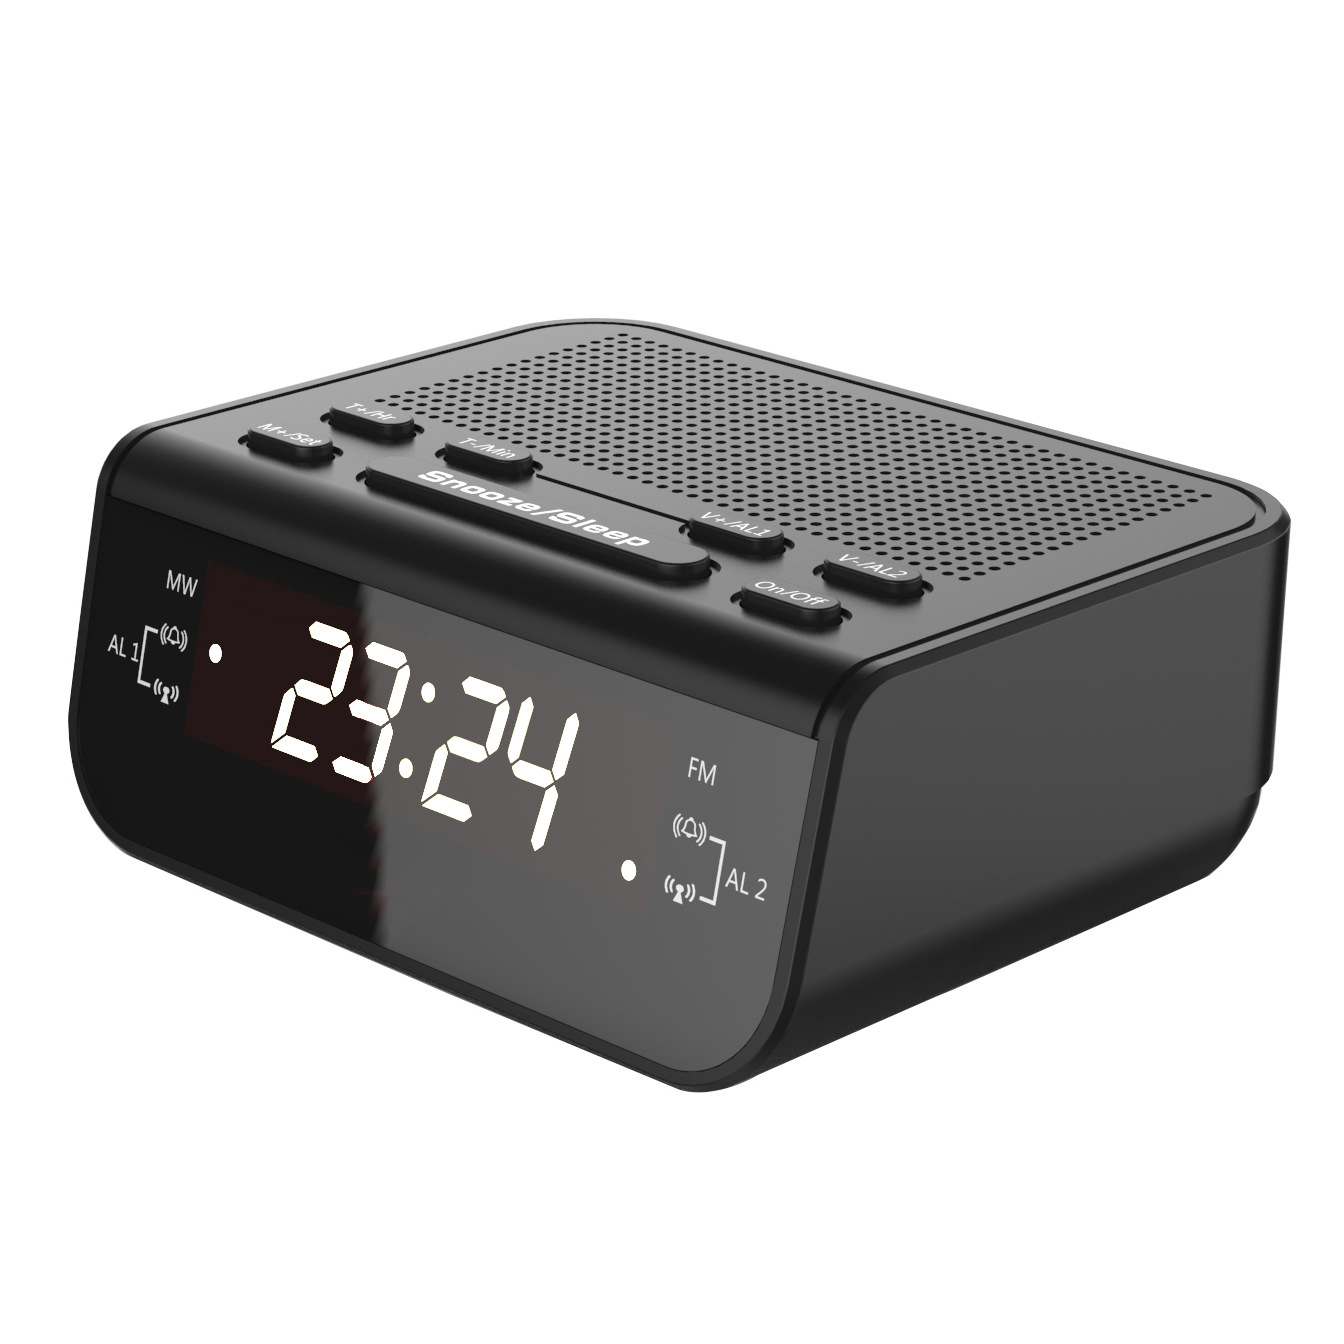 T+/Hr
M+/Set
T-/Min
Snooze/Sleep
V+/AL1
V-/AL2
On/Off
MW
AL 1
23:24
FM
AL 2